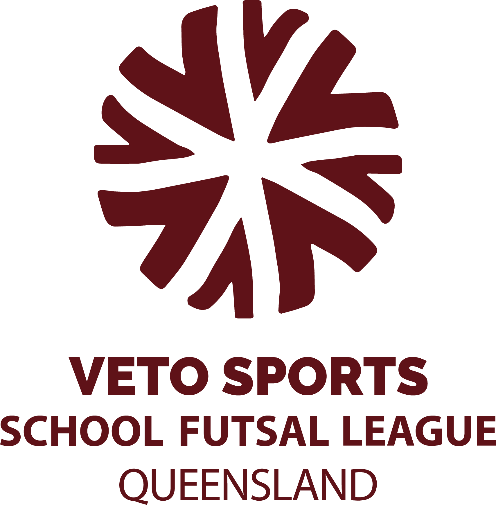 VETO SPORTS
SCHOOL FUTSAL LEAGUE
QUEENSLAND